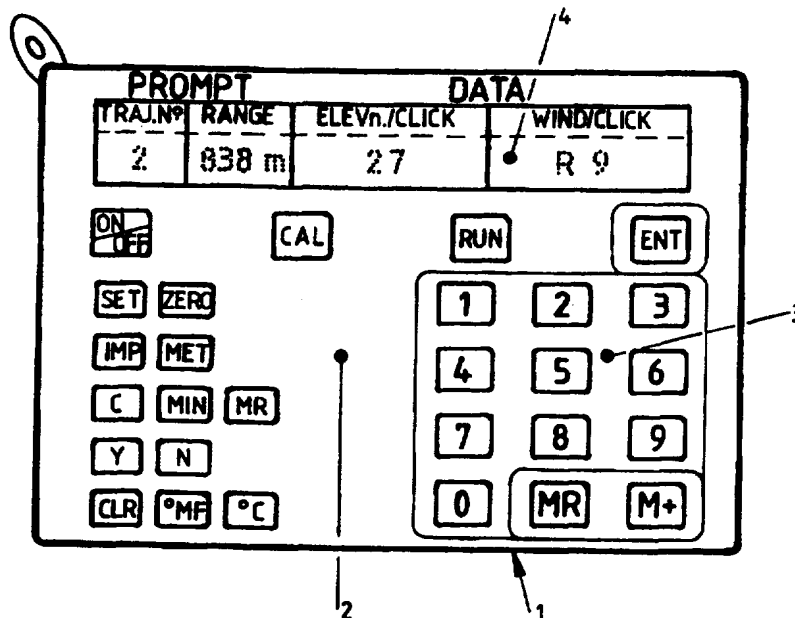 4
PROMPT DATA/
TRAJ.Nº RANGE ELEVn./CLICK WIND/CLICK
2 838 m 27 R 9
ON OFF CAL RUN ENT
SET ZERO 1 2 3
3
IMP MET 4 5 6
C MIN MR 7 8 9
Y N
CLR °MF °C 0 MR M+
2 1